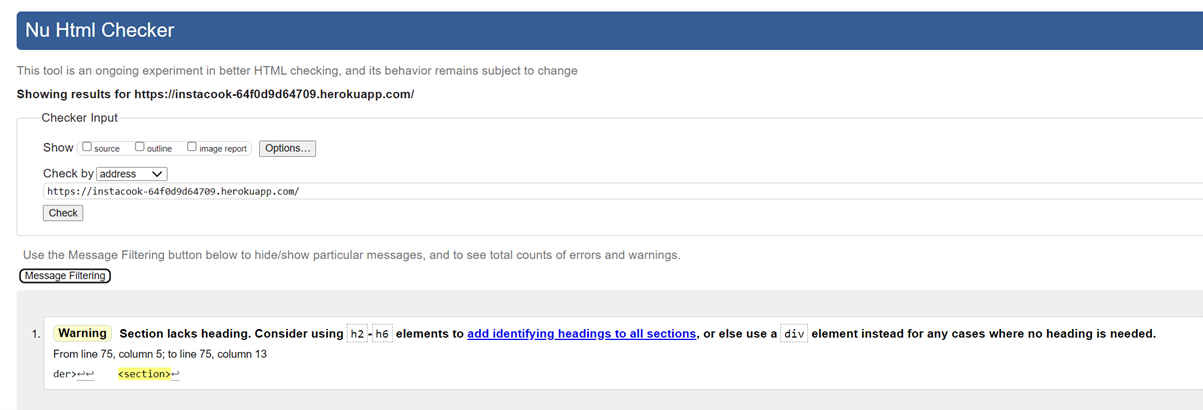 Nu Html Checker
This tool is an ongoing experiment in better HTML checking, and its behavior remains subject to change
Showing results for https://instacook-64f0d9d64709.herokuapp.com/
Checker Input
Show source outline image report Options...
Check by address
https://instacook-64f0d9d64709.herokuapp.com/
Check
Use the Message Filtering button below to hide/show particular messages, and to see total counts of errors and warnings.
Message Filtering
1. Warning Section lacks heading. Consider using h2-h6 elements to add identifying headings to all sections, or else use a div element instead for any cases where no heading is needed.
From line 75, column 5; to line 75, column 13
der>↩↩ <section>↩